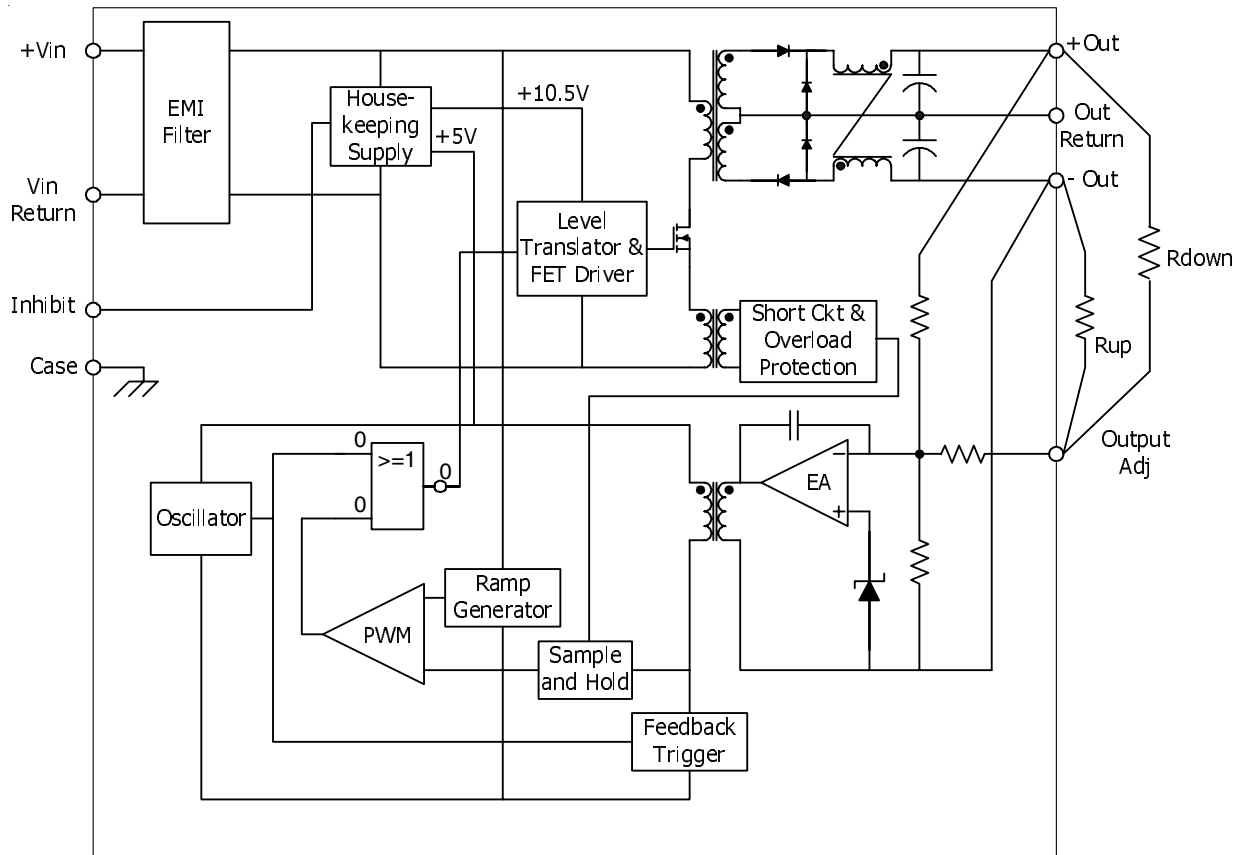 +Vin
EMI
Filter
House-
keeping
Supply
+10.5V
+5V
+Out
Out
Return
- Out
Vin
Return
Level
Translator &
FET Driver
Rdown
Inhibit
Short Ckt &
Overload
Protection
Rup
Case
0
>=1
0
0
EA
−
+
Output
Adj
Oscillator
Ramp
Generator
PWM
Sample
and Hold
Feedback
Trigger